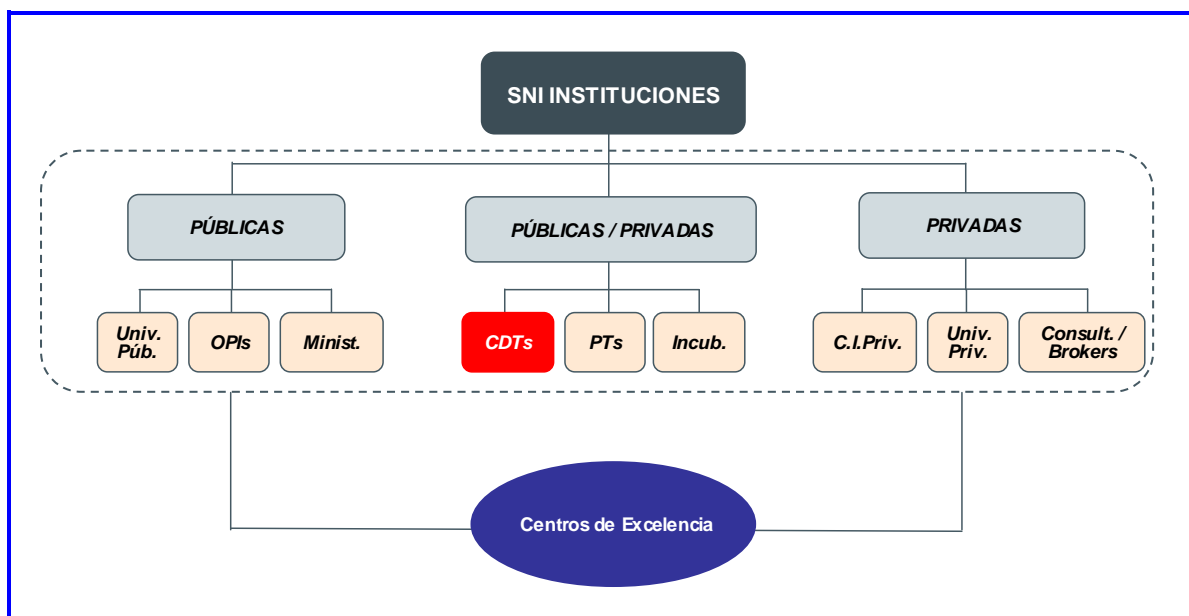 SNI INSTITUCIONES
PÚBLICAS
PÚBLICAS / PRIVADAS
PRIVADAS
Univ.
Púb.
OPIs
Minist.
CDTs
PTs
Incub.
C.I.Priv.
Univ.
Priv.
Consult. /
Brokers
Centros de Excelencia